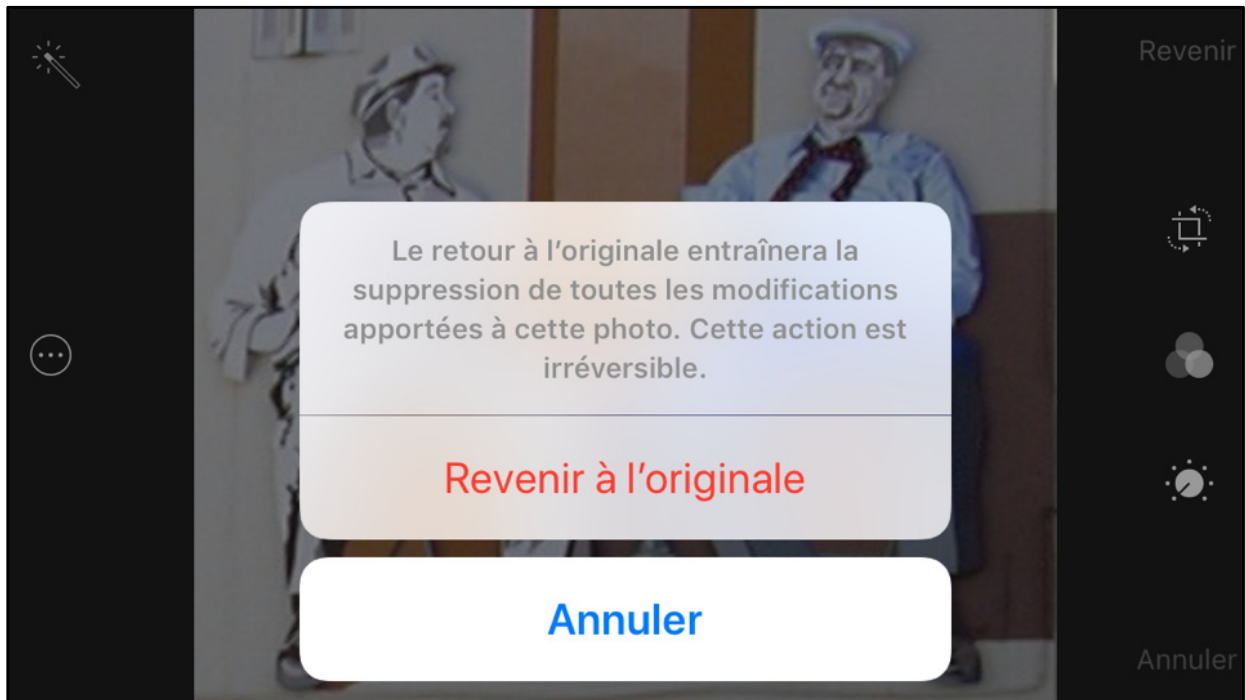 Revenir
Le retour à l’originale entraînera la
suppression de toutes les modifications
apportées à cette photo. Cette action est
irréversible.
Revenir à l’originale
Annuler
Annuler